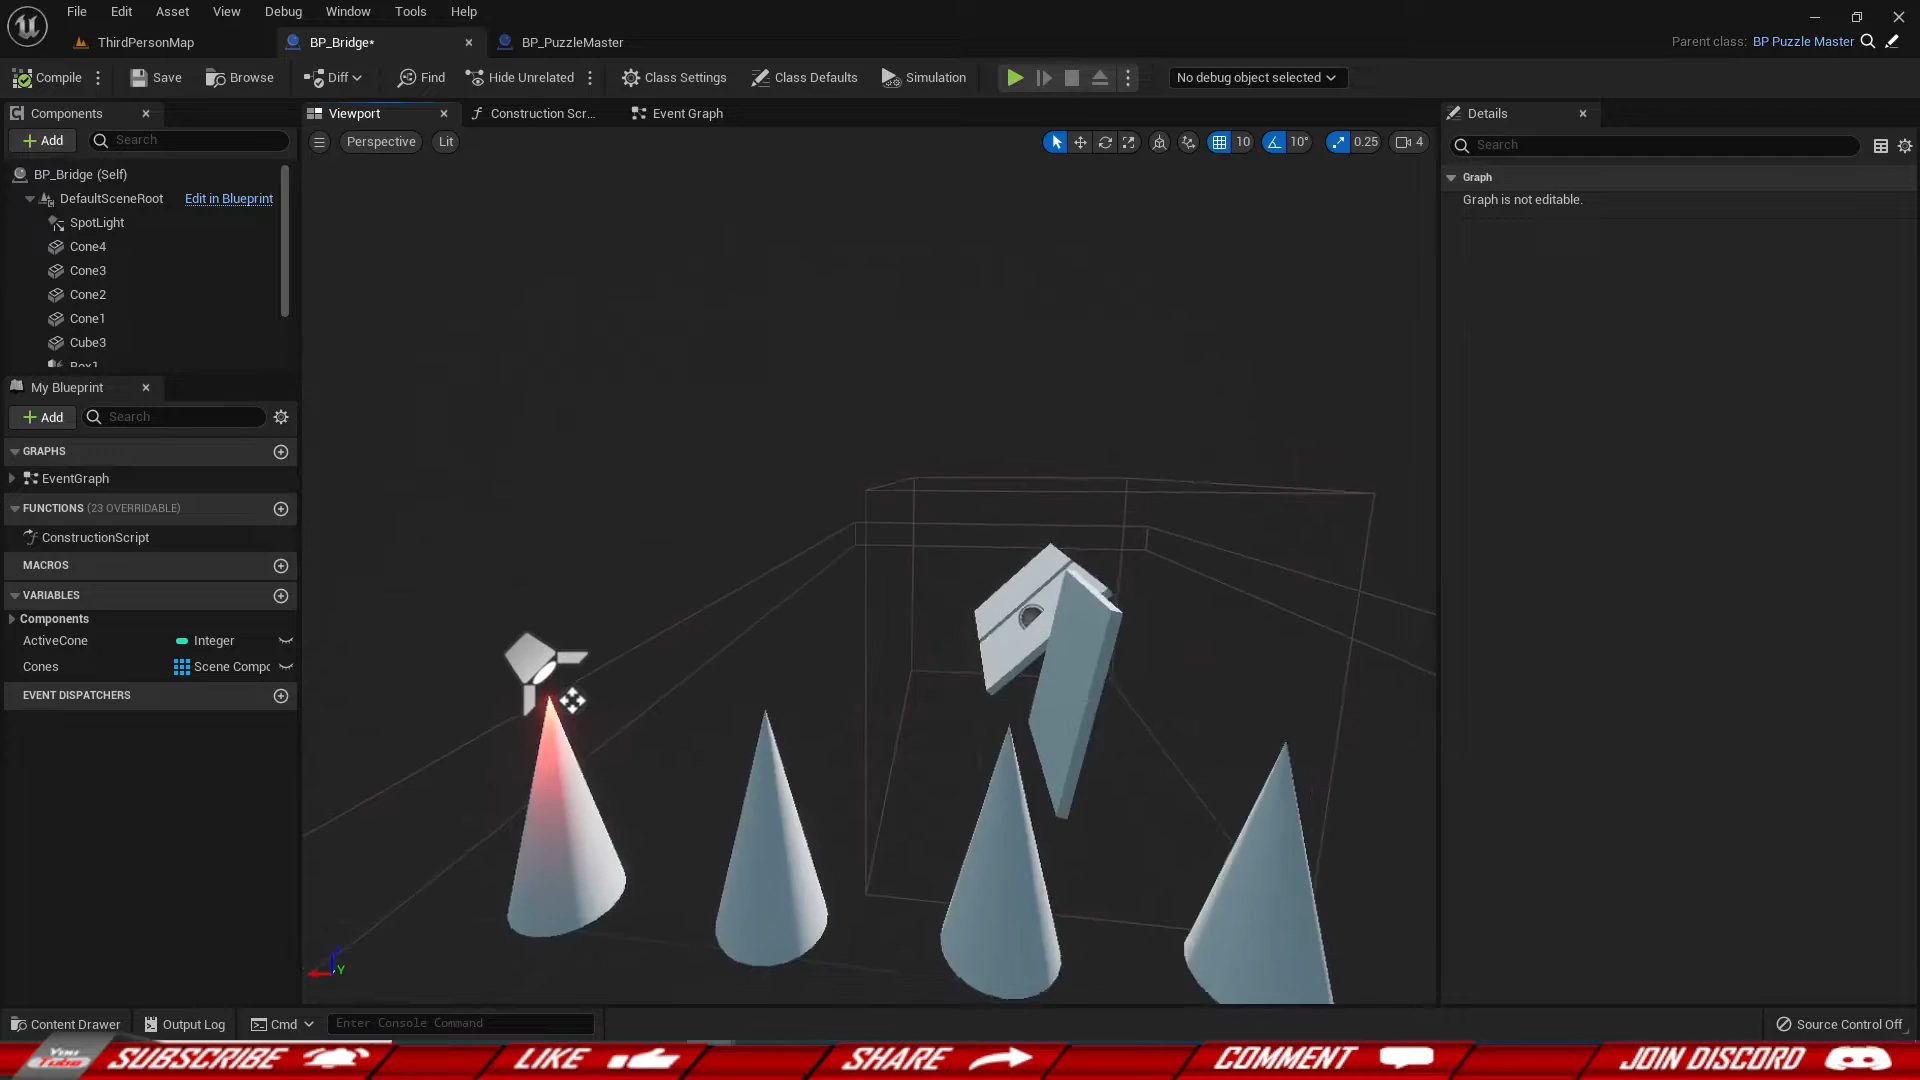 File Edit Asset View Debug Window Tools Help
ThirdPersonMap BP_Bridge* BP_PuzzleMaster
Parent class: BP Puzzle Master
Compile Save Browse Diff Find Hide Unrelated Class Settings Class Defaults Simulation No debug object selected
Components
Viewport Construction Scr... Event Graph
Details
Add Search
Perspective Lit 10 10° 0.25 4
Search
BP_Bridge (Self)
Graph
DefaultSceneRoot Edit in Blueprint
Graph is not editable.
SpotLight
Cone4
Cone3
Cone2
Cone1
Cube3
Box1
My Blueprint
Add Search
GRAPHS
EventGraph
FUNCTIONS (23 OVERRIDABLE)
ConstructionScript
MACROS
VARIABLES
Components
ActiveCone Integer
Cones Scene Compo
EVENT DISPATCHERS
Y
Content Drawer Output Log Cmd Enter Console Command Source Control Off
You Tube SUBSCRIBE LIKE SHARE COMMENT JOIN DISCORD